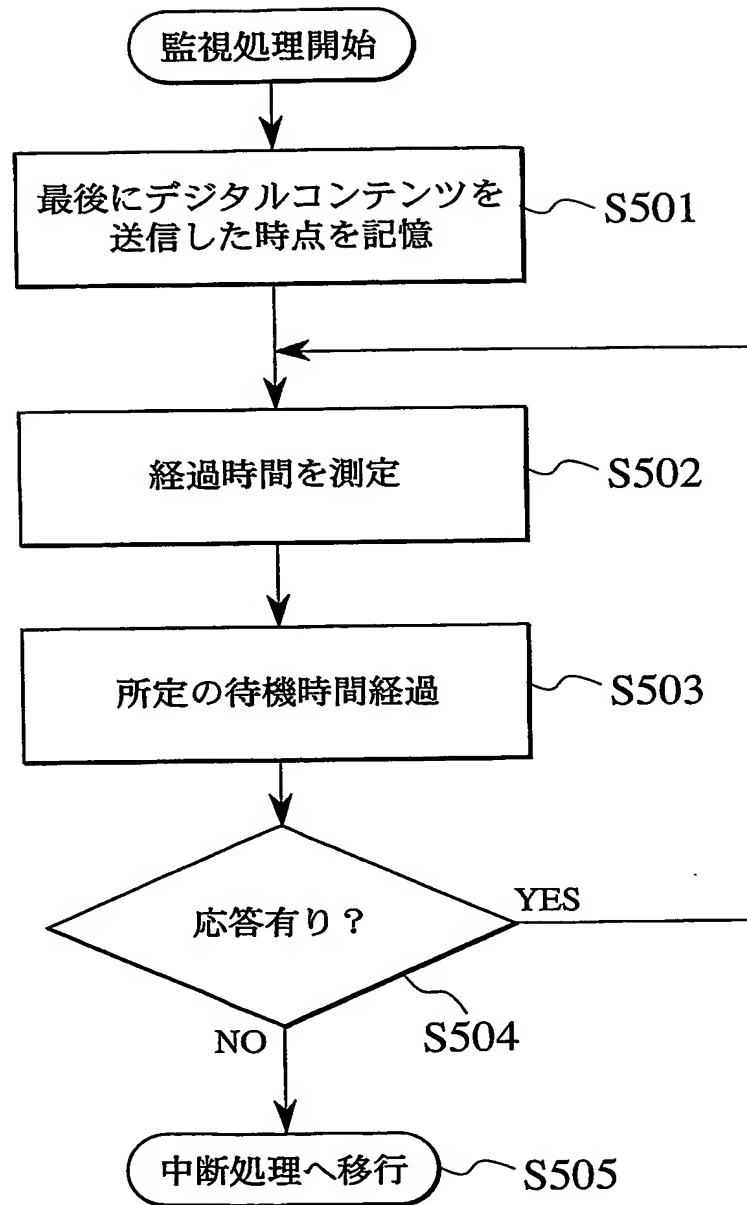 監視処理開始
最後にデジタルコンテンツを
送信した時点を記憶
S501
経過時間を測定
S502
所定の待機時間経過
S503
応答有り？
YES
S504
NO
中断処理へ移行
S505